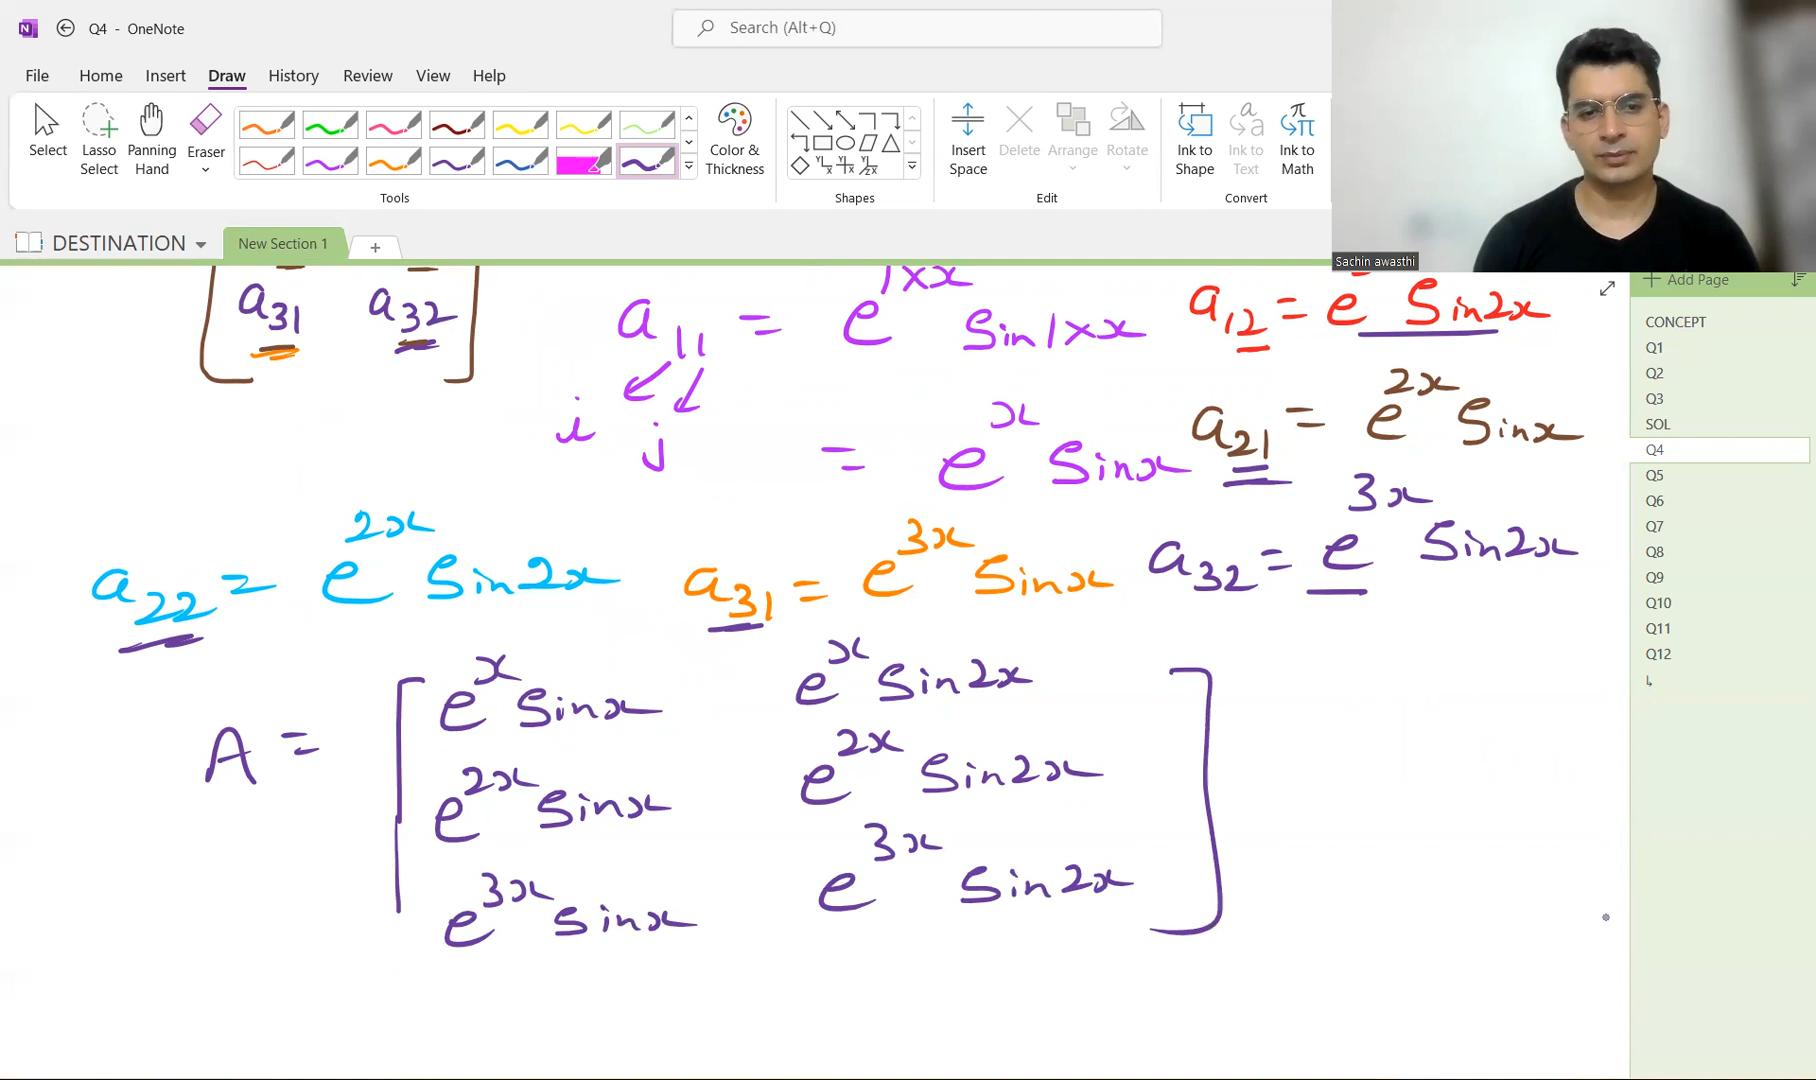 Q4 - OneNote
Search (Alt+Q)
File Home Insert Draw History Review View Help
Select Lasso Select Panning Hand Eraser Color & Thickness Insert Space Delete Arrange Rotate Ink to Shape Ink to Text Ink to Math
Tools Shapes Edit Convert
Sachin awasthi
DESTINATION New Section 1 +
Add Page
CONCEPT
Q1
Q2
Q3
SOL
Q4
Q5
Q6
Q7
Q8
Q9
Q10
Q11
Q12
a₃₁ a₃₂
a₁₁ = e^{1×x} sin1×x
a₁₂ = e sin2x
i j
= e^x sinx
a₂₁ = e^{2x} sinx
a₂₂ = e^{2x} sin2x a₃₁ = e^{3x} sinx a₃₂ = e^{3x} sin2x
A = [ e^x sinx e^x sin2x
e^{2x} sinx e^{2x} sin2x
e^{3x} sinx e^{3x} sin2x ]